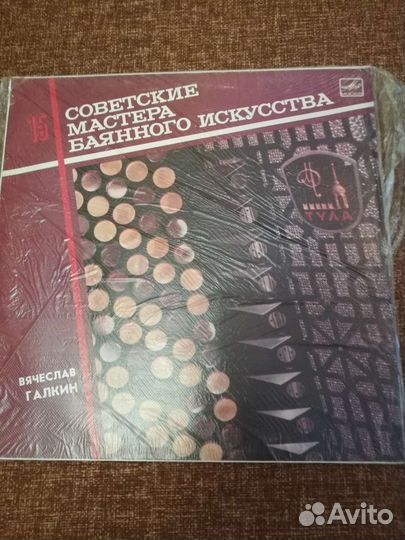 15
СОВЕТСКИЕ
МАСТЕРА
БАЯННОГО ИСКУССТВА
ТУЛА
ВЯЧЕСЛАВ
ГАЛКИН
Avito